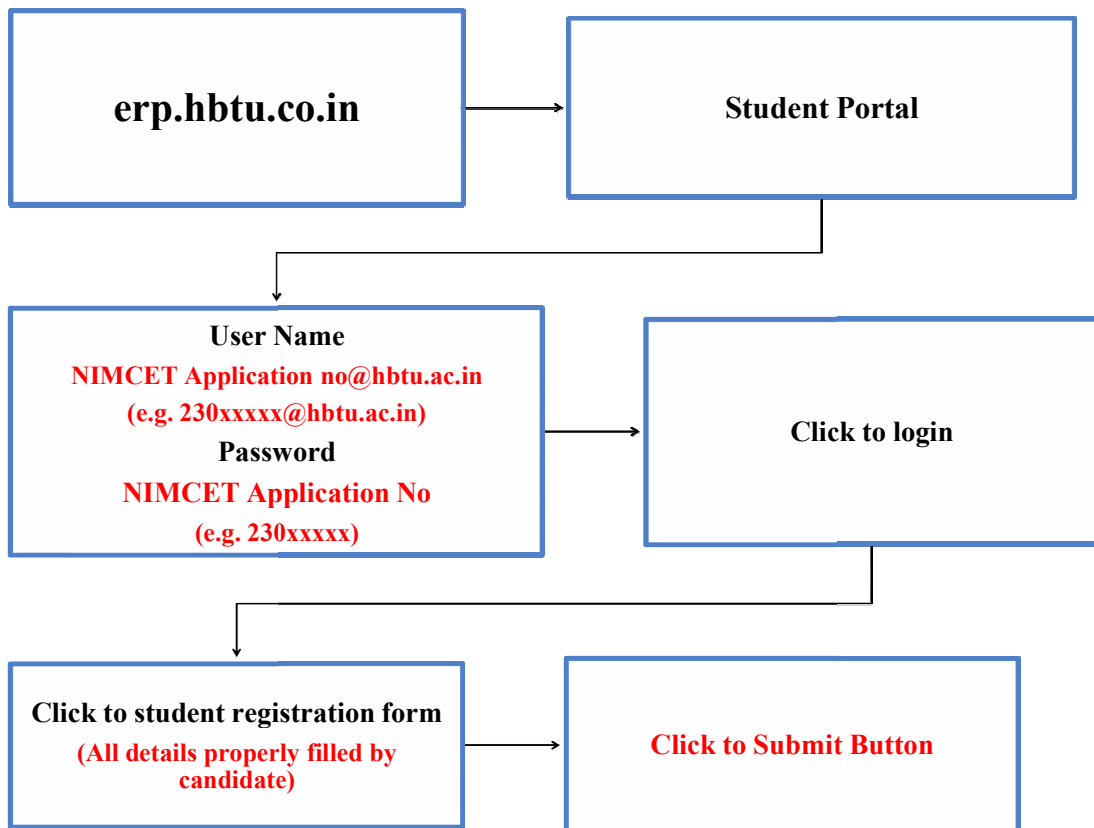 erp.hbtu.co.in
Student Portal
User Name
NIMCET Application no@hbtu.ac.in
(e.g. 230xxxxx@hbtu.ac.in)
Password
NIMCET Application No
(e.g. 230xxxxx)
Click to login
Click to student registration form
(All details properly filled by
candidate)
Click to Submit Button